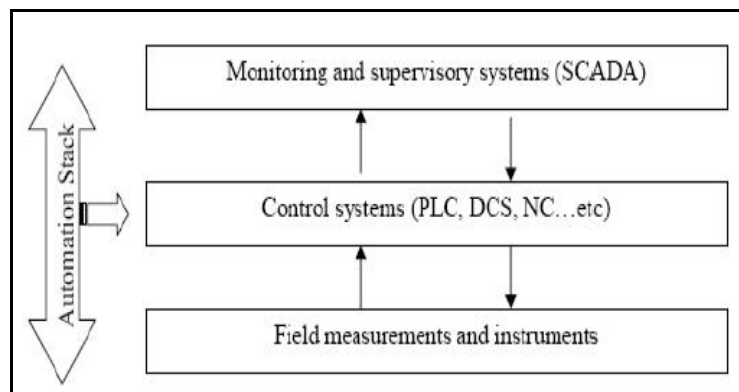 Monitoring and supervisory systems (SCADA)
Automation Stack
Control systems (PLC, DCS, NC...etc)
Field measurements and instruments